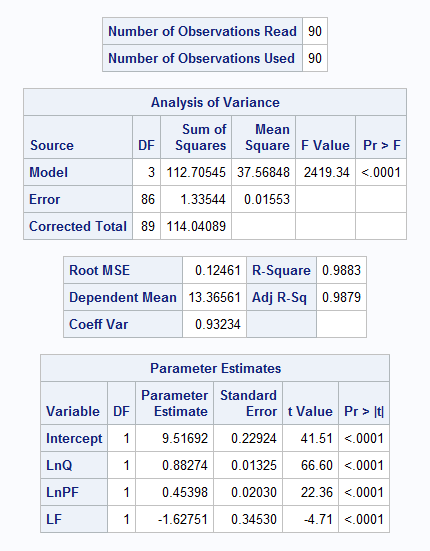 Number of Observations Read 90
Number of Observations Used 90
Analysis of Variance
Source DF Sum of Squares Mean Square F Value Pr > F
Model 3 112.70545 37.56848 2419.34 <.0001
Error 86 1.33544 0.01553
Corrected Total 89 114.04089
Root MSE 0.12461 R-Square 0.9883
Dependent Mean 13.36561 Adj R-Sq 0.9879
Coeff Var 0.93234
Parameter Estimates
Variable DF Parameter Estimate Standard Error t Value Pr > |t|
Intercept 1 9.51692 0.22924 41.51 <.0001
LnQ 1 0.88274 0.01325 66.60 <.0001
LnPF 1 0.45398 0.02030 22.36 <.0001
LF 1 -1.62751 0.34530 -4.71 <.0001